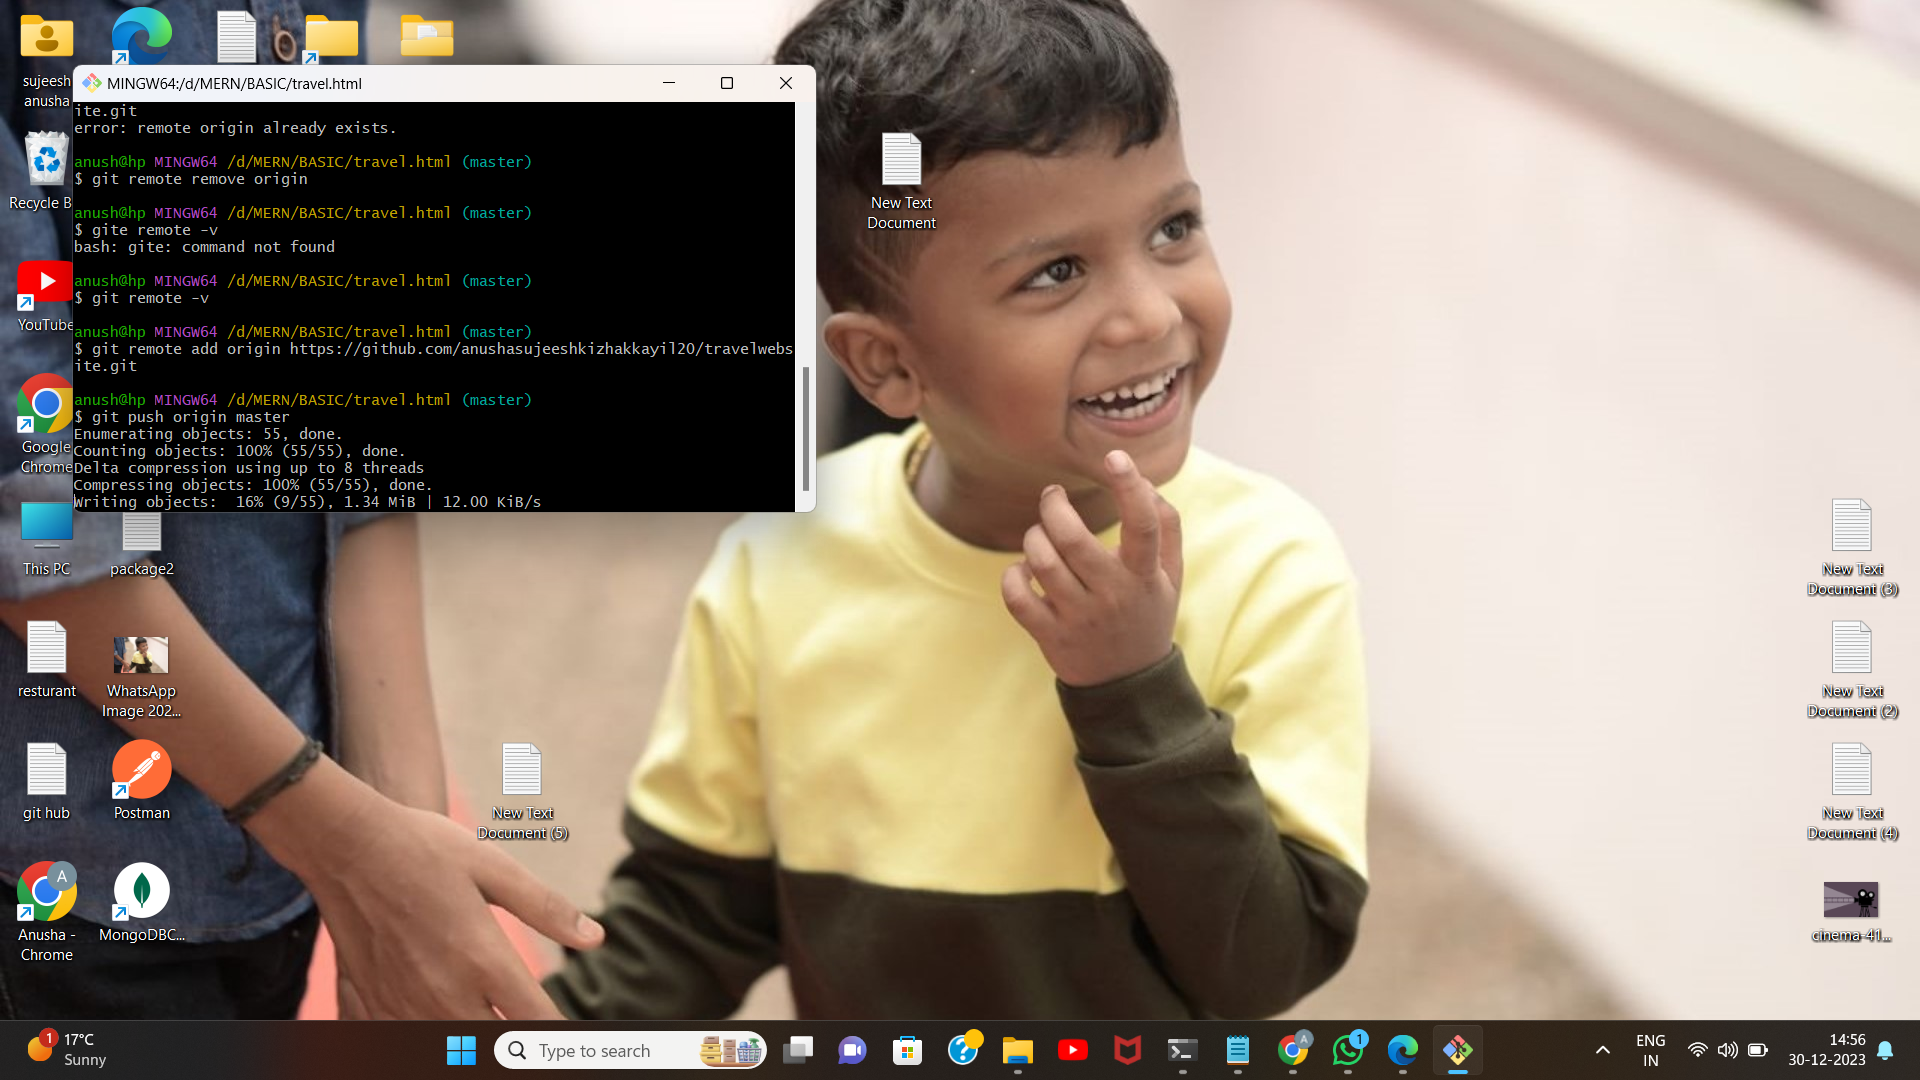 MINGW64:/d/MERN/BASIC/travel.html
ite.git
error: remote origin already exists.
anush@hp MINGW64 /d/MERN/BASIC/travel.html (master)
$ git remote remove origin
anush@hp MINGW64 /d/MERN/BASIC/travel.html (master)
$ gite remote -v
bash: gite: command not found
anush@hp MINGW64 /d/MERN/BASIC/travel.html (master)
$ git remote -v
anush@hp MINGW64 /d/MERN/BASIC/travel.html (master)
$ git remote add origin https://github.com/anushasujeeshkizhakkayil20/travelwebs
ite.git
anush@hp MINGW64 /d/MERN/BASIC/travel.html (master)
$ git push origin master
Enumerating objects: 55, done.
Counting objects: 100% (55/55), done.
Delta compression using up to 8 threads
Compressing objects: 100% (55/55), done.
Writing objects:  16% (9/55), 1.34 MiB | 12.00 KiB/s
sujeesh
anusha
Recycle B
YouTube
Google
Chrome
This PC
package2
resturant
WhatsApp
Image 202...
git hub
Postman
A
Anusha -
Chrome
MongoDBC...
New Text
Document
New Text
Document (5)
New Text
Document (3)
New Text
Document (2)
New Text
Document (4)
cinema-41...
1
17°C
Sunny
Type to search
A
1
ENG
IN
14:56
30-12-2023